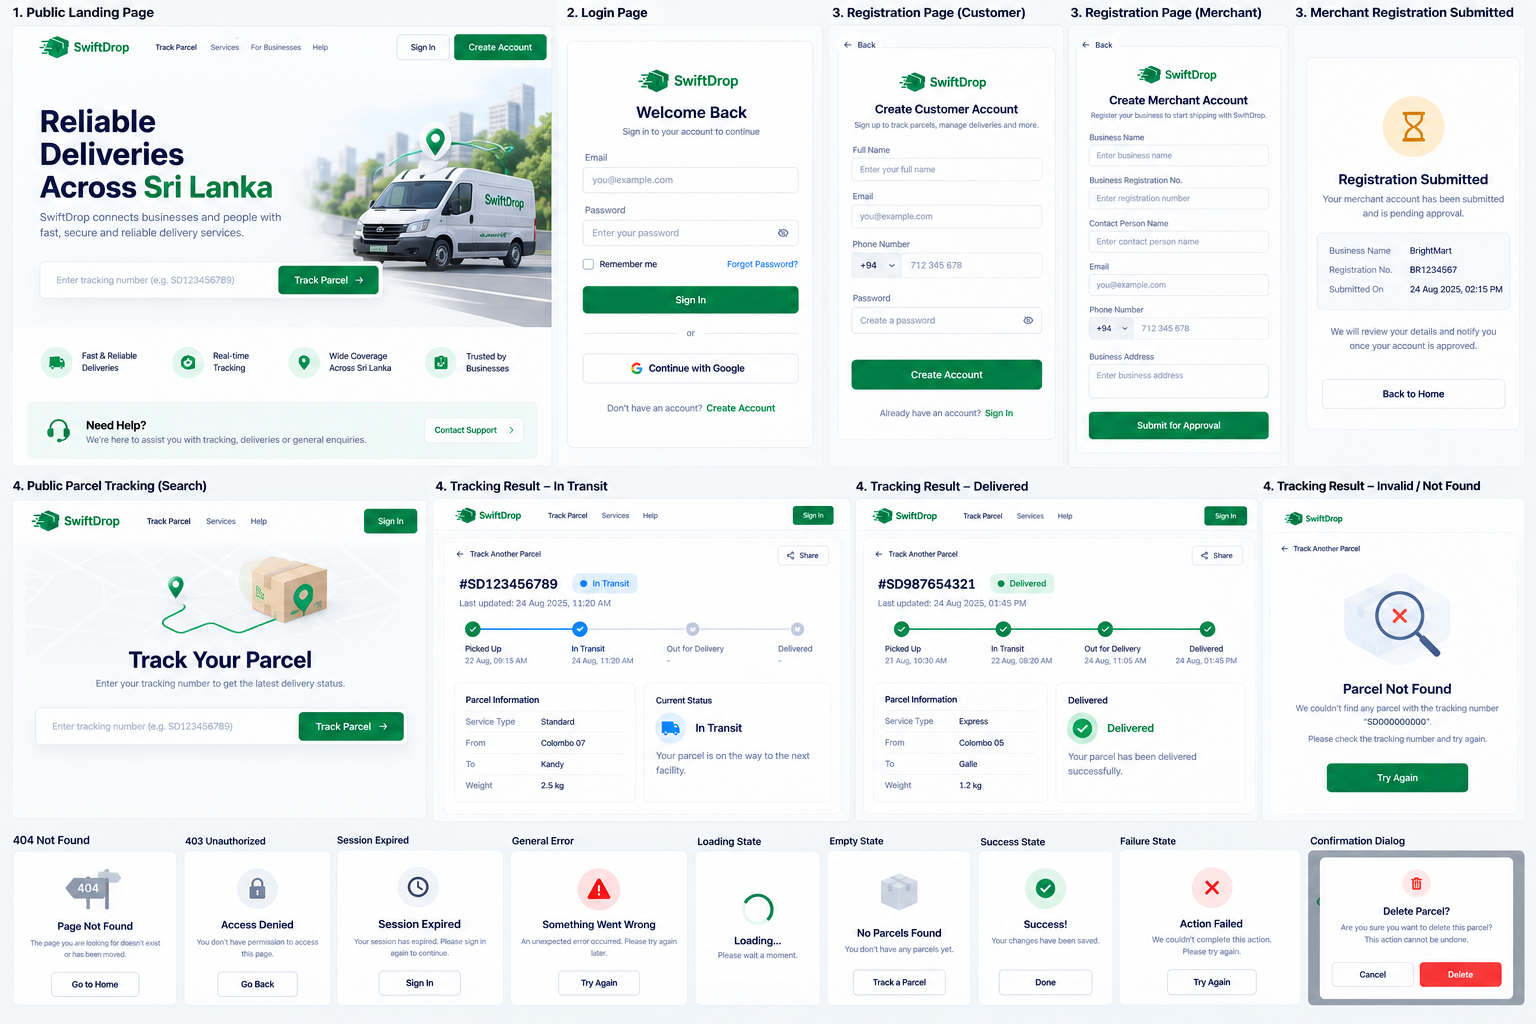 1. Public Landing Page
SwiftDrop
Track Parcel
Services
For Businesses
Help
Sign In
Create Account
Reliable
Deliveries
Across Sri Lanka
SwiftDrop connects businesses and people with
fast, secure and reliable delivery services.
SwiftDrop
Enter tracking number (e.g. SD123456789)
Track Parcel →
Fast & Reliable
Deliveries
Real-time
Tracking
Wide Coverage
Across Sri Lanka
Trusted by
Businesses
Need Help?
We're here to assist you with tracking, deliveries or general enquiries.
Contact Support
2. Login Page
SwiftDrop
Welcome Back
Sign in to your account to continue
Email
you@example.com
Password
Enter your password
Remember me
Forgot Password?
Sign In
or
Continue with Google
Don't have an account? Create Account
3. Registration Page (Customer)
← Back
SwiftDrop
Create Customer Account
Sign up to track parcels, manage deliveries and more.
Full Name
Enter your full name
Email
you@example.com
Phone Number
+94
712 345 678
Password
Create a password
Create Account
Already have an account? Sign In
3. Registration Page (Merchant)
← Back
SwiftDrop
Create Merchant Account
Register your business to start shipping with SwiftDrop.
Business Name
Enter business name
Business Registration No.
Enter registration number
Contact Person Name
Enter contact person name
Email
you@example.com
Phone Number
+94
712 345 678
Business Address
Enter business address
Submit for Approval
3. Merchant Registration Submitted
Registration Submitted
Your merchant account has been submitted
and is pending approval.
Business Name BrightMart
Registration No. BR1234567
Submitted On 24 Aug 2025, 02:15 PM
We will review your details and notify you
once your account is approved.
Back to Home
4. Public Parcel Tracking (Search)
SwiftDrop
Track Parcel
Services
Help
Sign In
Track Your Parcel
Enter your tracking number to get the latest delivery status.
Enter tracking number (e.g. SD123456789)
Track Parcel →
4. Tracking Result – In Transit
SwiftDrop
Track Parcel
Services
Help
Sign In
← Track Another Parcel
Share
#SD123456789
In Transit
Last updated: 24 Aug 2025, 11:20 AM
Picked Up
22 Aug, 09:15 AM
In Transit
24 Aug, 11:20 AM
Out for Delivery
-
Delivered
-
Parcel Information
Service Type Standard
From Colombo 07
To Kandy
Weight 2.5 kg
Current Status
In Transit
Your parcel is on the way to the next
facility.
4. Tracking Result – Delivered
SwiftDrop
Track Parcel
Services
Help
Sign In
← Track Another Parcel
Share
#SD987654321
Delivered
Last updated: 24 Aug 2025, 01:45 PM
Picked Up
21 Aug, 10:30 AM
In Transit
22 Aug, 08:20 AM
Out for Delivery
24 Aug, 11:05 AM
Delivered
24 Aug, 01:45 PM
Parcel Information
Service Type Express
From Colombo 05
To Galle
Weight 1.2 kg
Delivered
Delivered
Your parcel has been delivered
successfully.
4. Tracking Result – Invalid / Not Found
SwiftDrop
← Track Another Parcel
Parcel Not Found
We couldn't find any parcel with the tracking number
"SD000000000".
Please check the tracking number and try again.
Try Again
404 Not Found
404
Page Not Found
The page you are looking for doesn't exist
or has been moved.
Go to Home
403 Unauthorized
Access Denied
You don't have permission to access
this page.
Go Back
Session Expired
Session Expired
Your session has expired. Please sign in
again to continue.
Sign In
General Error
Something Went Wrong
An unexpected error occurred. Please try again
later.
Try Again
Loading State
Loading...
Please wait a moment.
Empty State
No Parcels Found
You don't have any parcels yet.
Track a Parcel
Success State
Success!
Your changes have been saved.
Done
Failure State
Action Failed
We couldn't complete this action.
Please try again.
Try Again
Confirmation Dialog
Delete Parcel?
Are you sure you want to delete this parcel?
This action cannot be undone.
Cancel
Delete